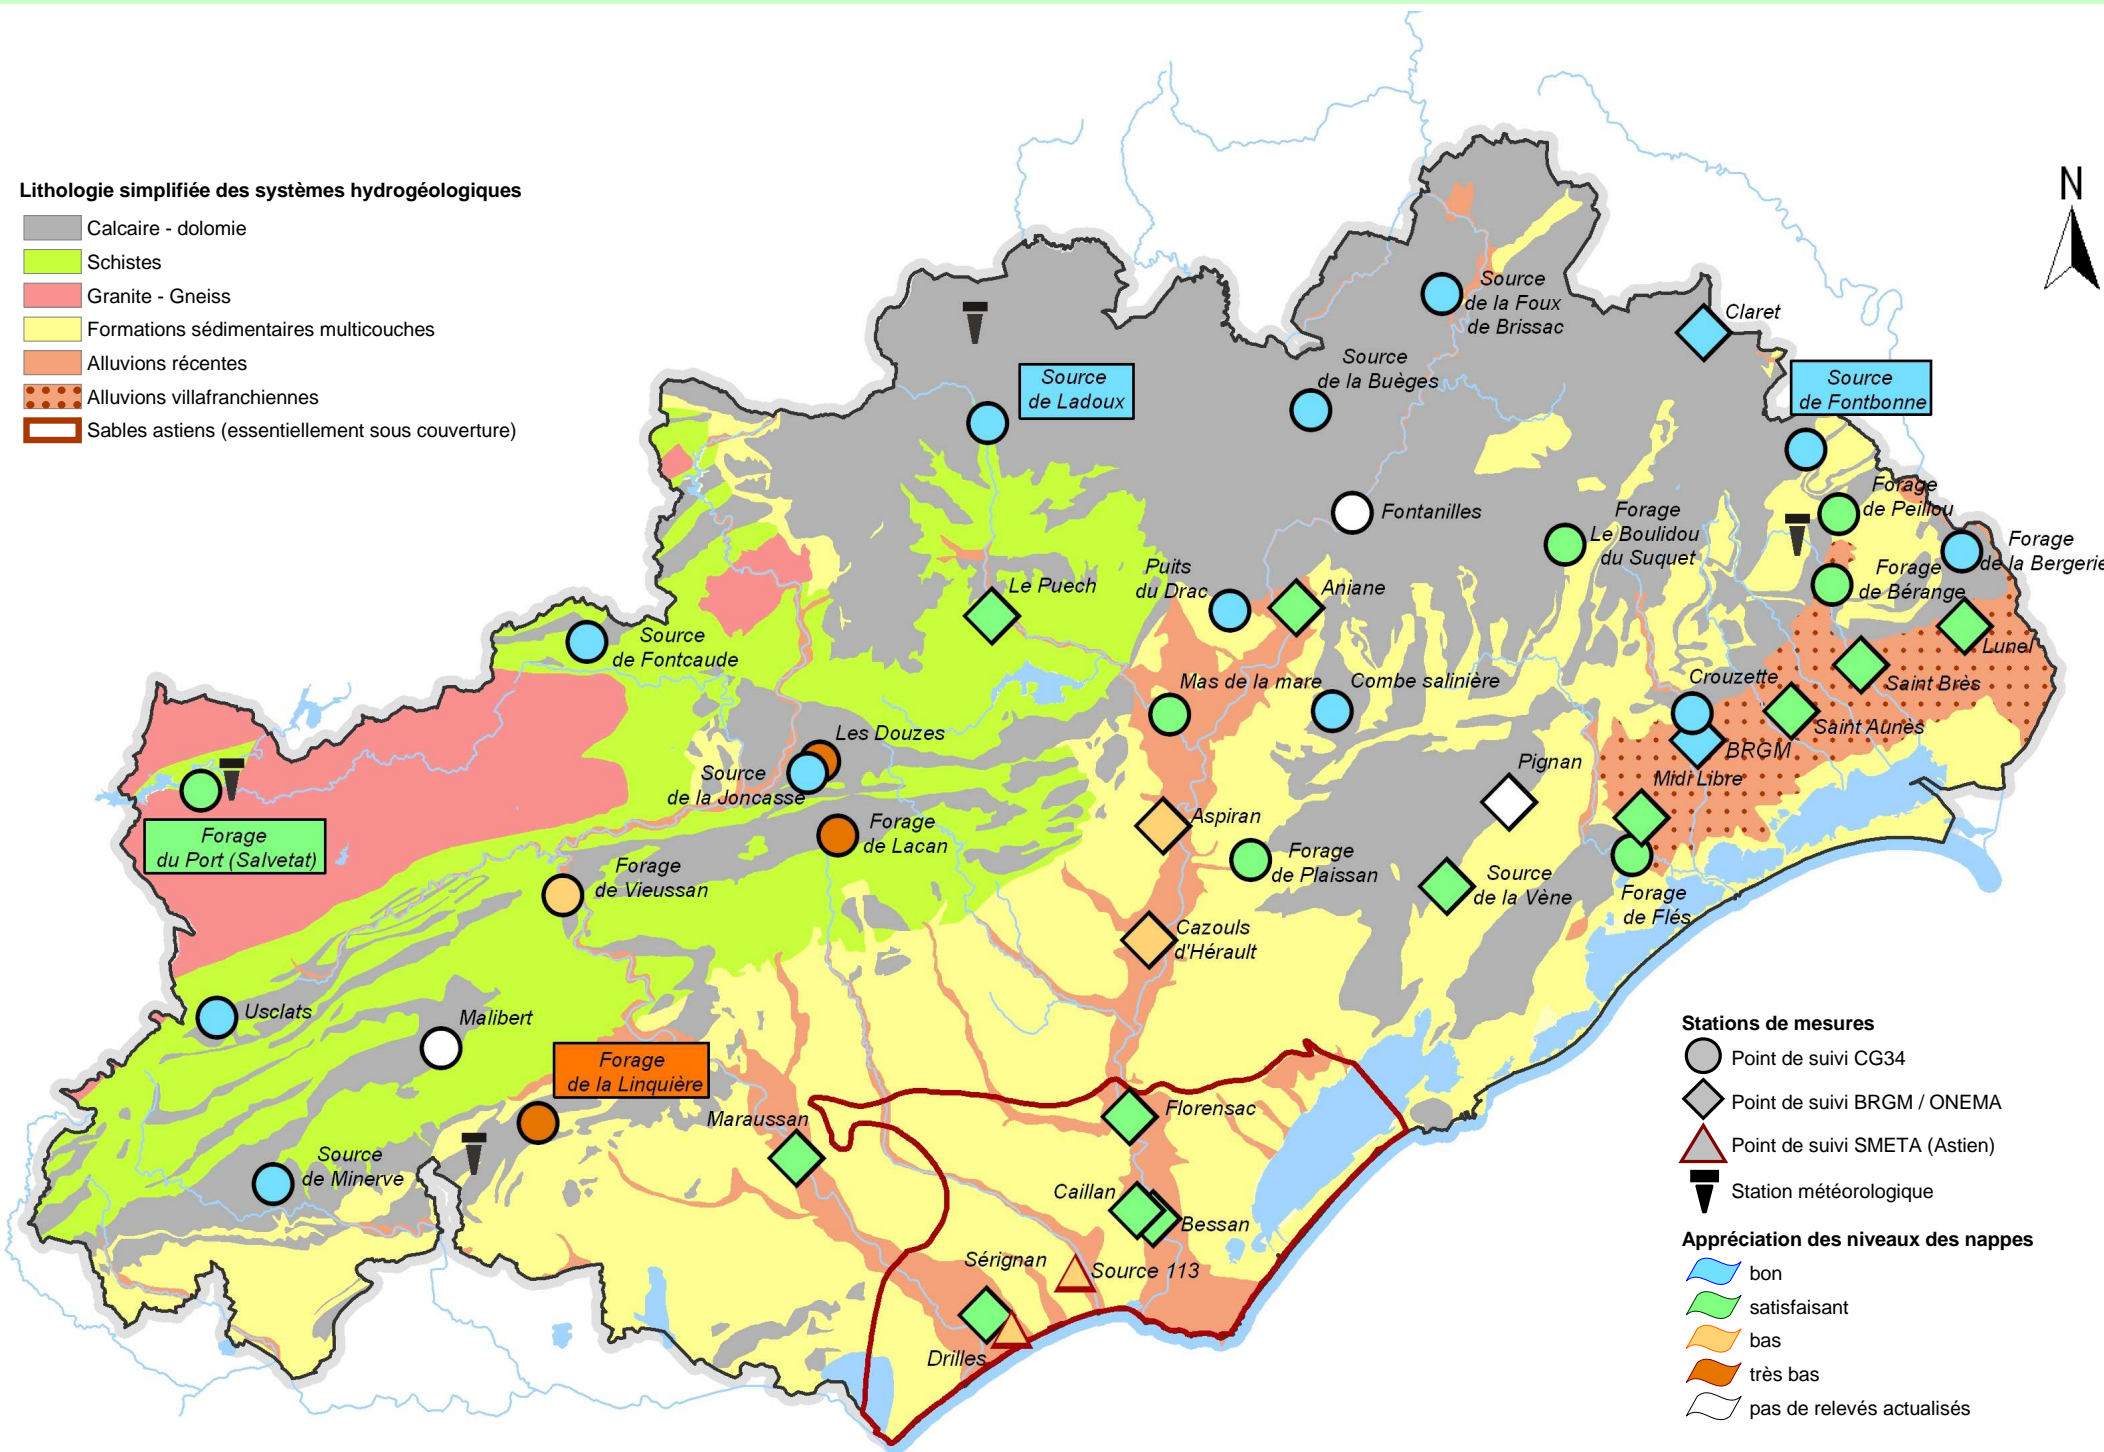 Lithologie simplifiée des systèmes hydrogéologiques
Calcaire - dolomie
Schistes
Granite - Gneiss
Formations sédimentaires multicouches
Alluvions récentes
Alluvions villafranchiennes
Sables astiens (essentiellement sous couverture)
N
Source
de la Foux
de Brissac
Claret
Source
de la Buèges
Source
de Ladoux
Source
de Fontbonne
Forage
de Peillou
Fontanilles
Forage
Le Boulidou
du Suquet
Forage
de la Bergerie
Puits
du Drac
Aniane
Le Puech
Forage
de Bérange
Lunel
Source
de Fontcaude
Mas de la mare
Combe salinière
Crouzette
Saint Brès
Saint Aunès
Les Douzes
BRGM
Source
de la Joncasse
Pignan
Midi Libre
Forage
du Port (Salvetat)
Forage
de Lacan
Aspiran
Forage
de Vieussan
Forage
de Plaissan
Source
de la Vène
Forage
de Flés
Cazouls
d'Hérault
Usclats
Malibert
Forage
de la Linquière
Maraussan
Florensac
Source
de Minerve
Caillan
Bessan
Sérignan
Source 113
Drilles
Stations de mesures
Point de suivi CG34
Point de suivi BRGM / ONEMA
Point de suivi SMETA (Astien)
Station météorologique
Appréciation des niveaux des nappes
bon
satisfaisant
bas
très bas
pas de relevés actualisés